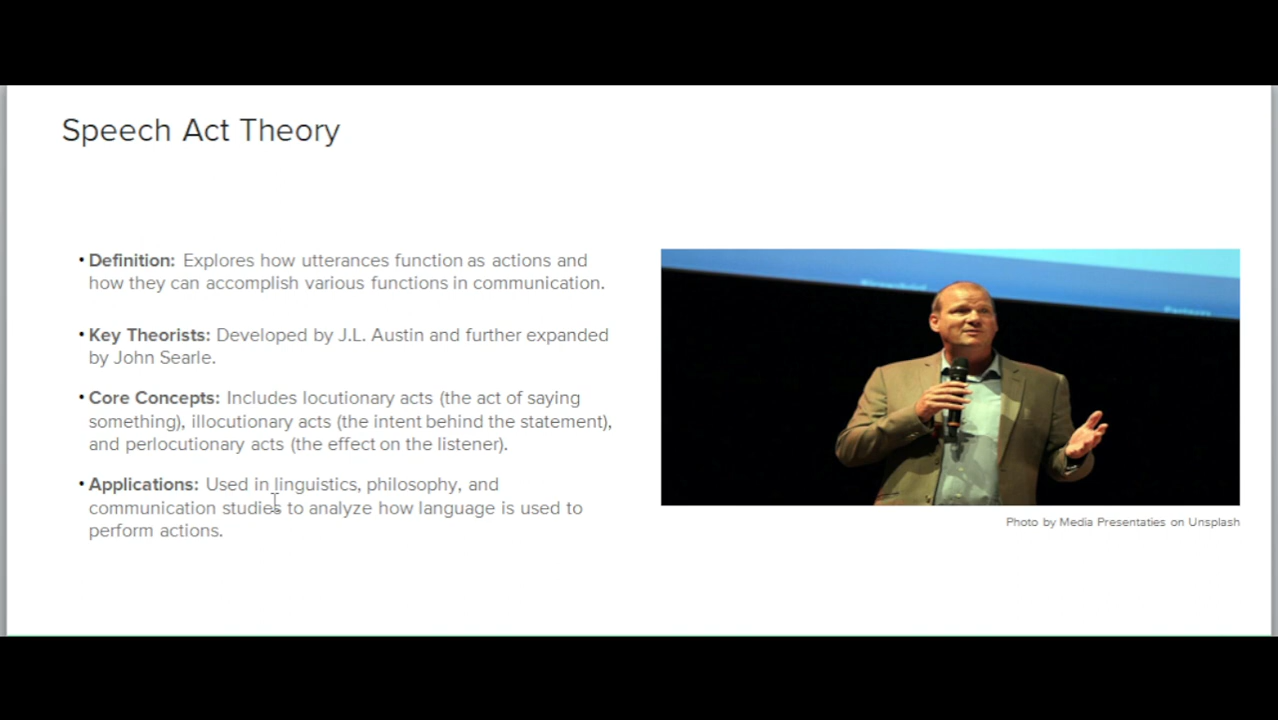 Speech Act Theory
• Definition: Explores how utterances function as actions and
how they can accomplish various functions in communication.
• Key Theorists: Developed by J.L. Austin and further expanded
by John Searle.
• Core Concepts: Includes locutionary acts (the act of saying
something), illocutionary acts (the intent behind the statement),
and perlocutionary acts (the effect on the listener).
• Applications: Used in linguistics, philosophy, and
communication studies to analyze how language is used to
perform actions.
Photo by Media Presentaties on Unsplash